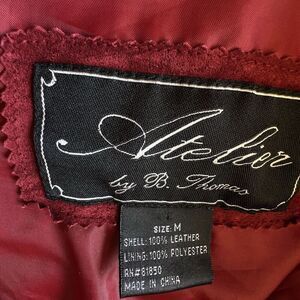 Atelier
by B. Thomas
SIZE: M
SHELL: 100% LEATHER
LINING: 100% POLYESTER
RN#81850
MADE IN CHINA